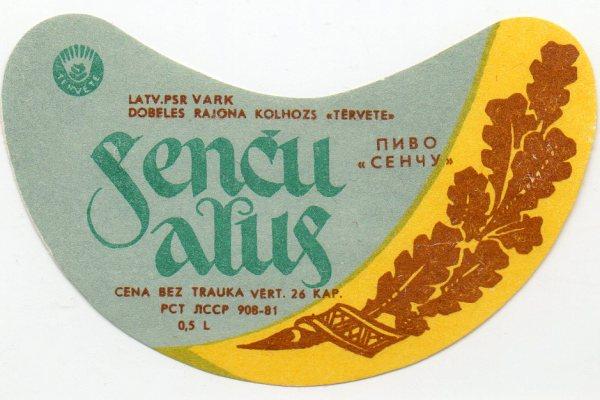 TĒRVETE
LATV.PSR VARK
DOBELES RAJONA KOLHOZS «TĒRVETE»
Senču
alus
ПИВО
«СЕНЧУ»
CENA BEZ TRAUKA VĒRT. 26 KAP.
РСТ ЛССР 908-81
0,5 L